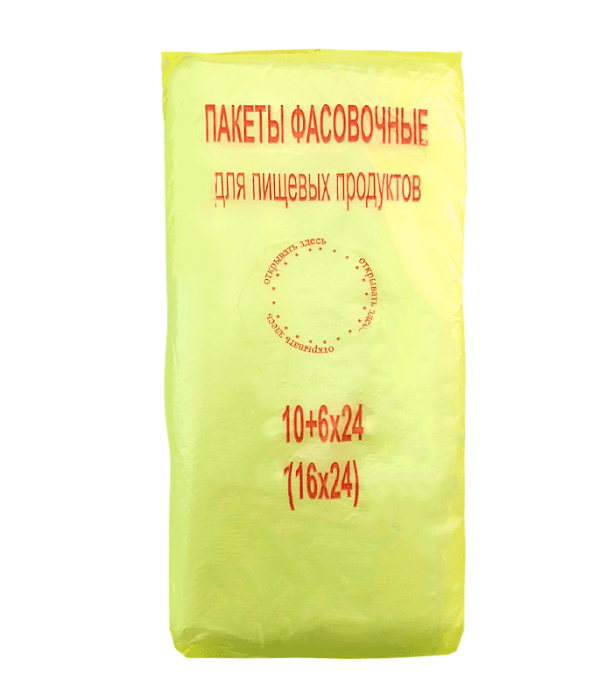 ПАКЕТЫ ФАСОВОЧНЫЕ
для пищевых продуктов
открывать здесь
открывать здесь
открывать здесь
10+6х24
(16х24)